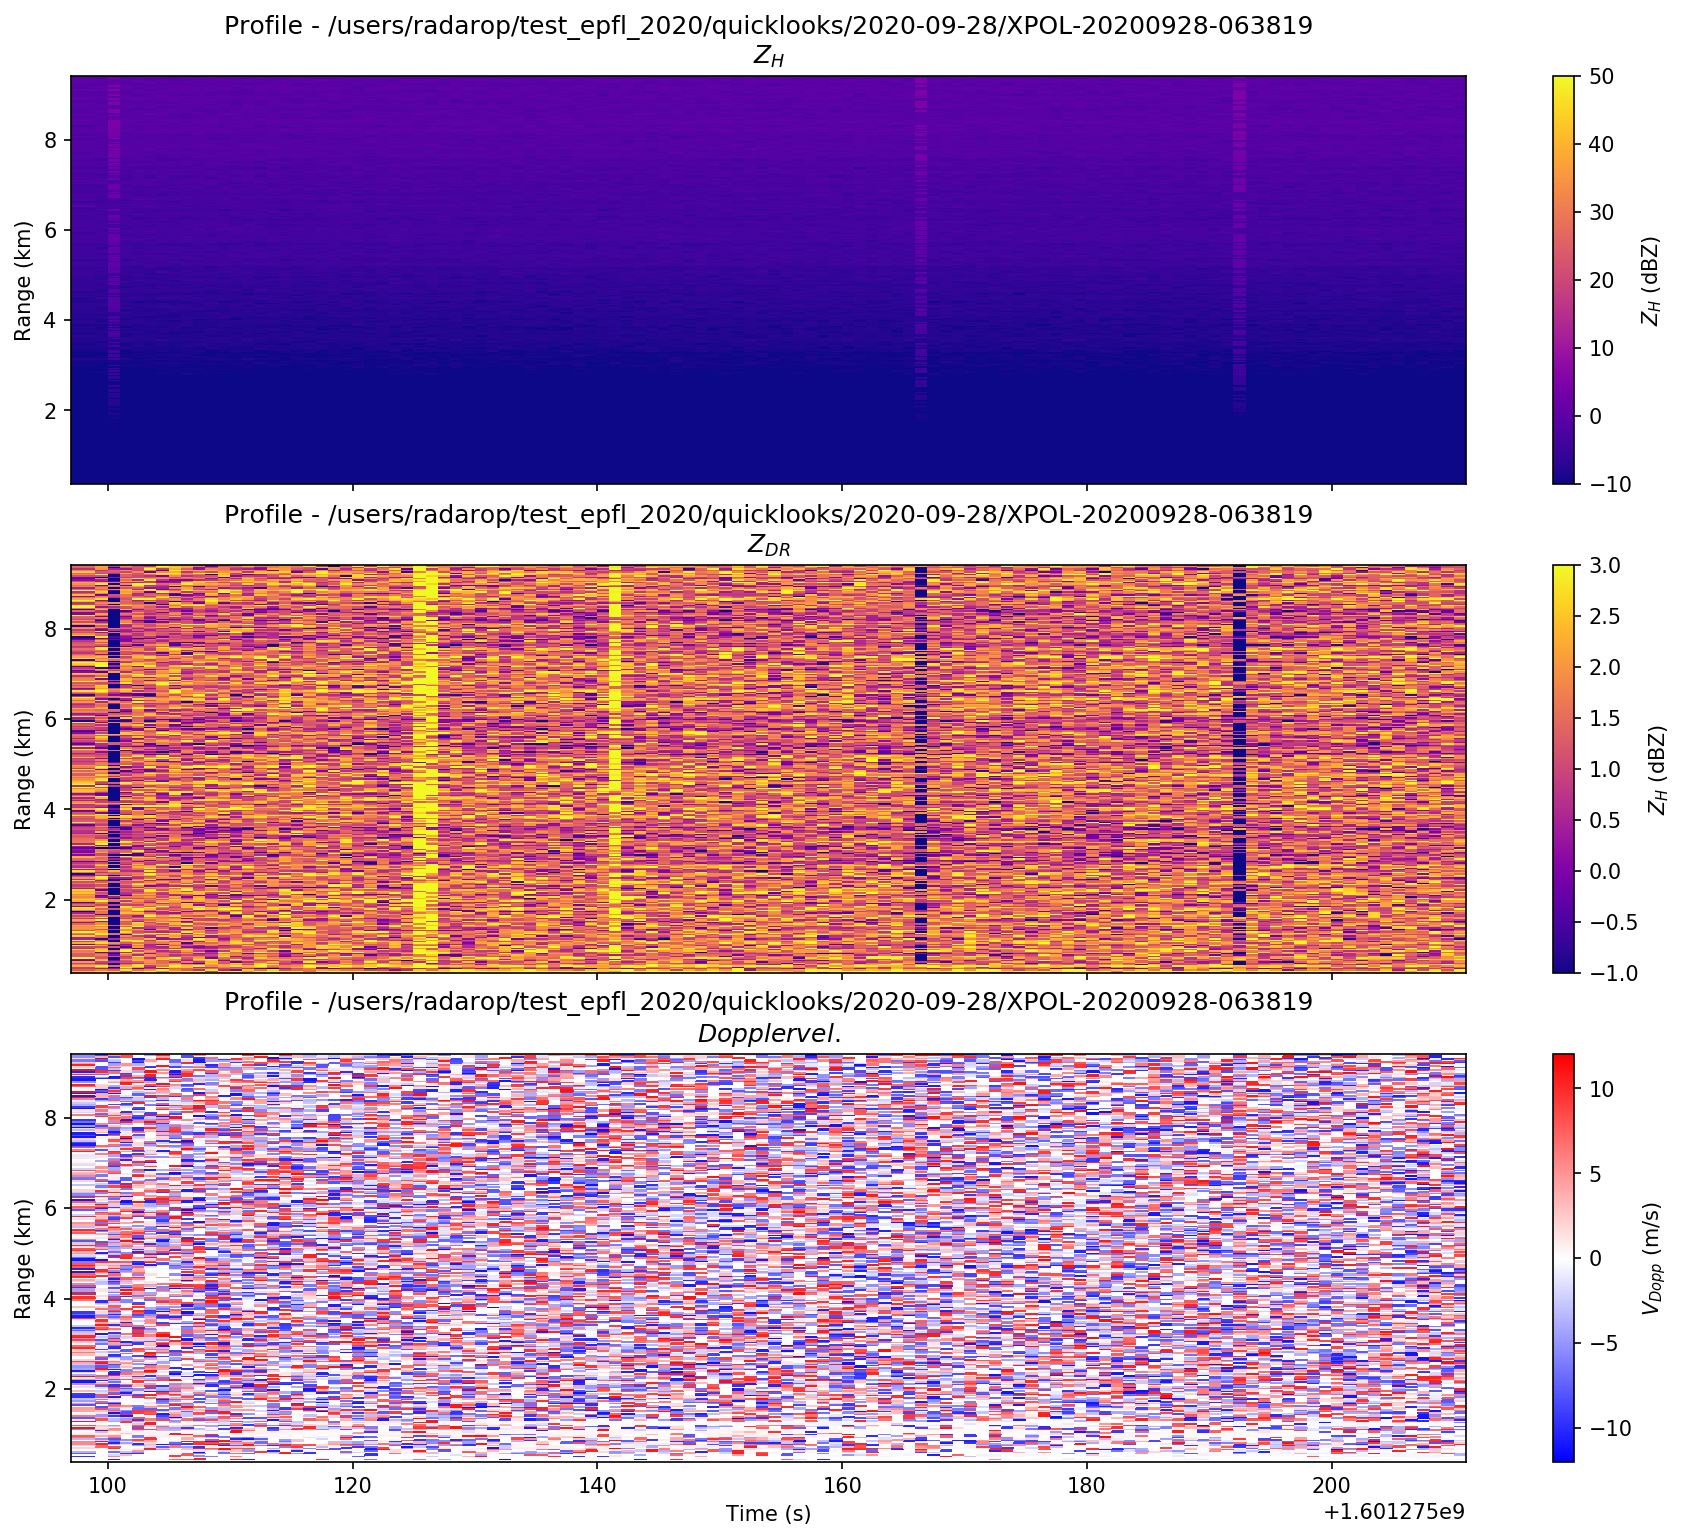 Profile - /users/radarop/test_epfl_2020/quicklooks/2020-09-28/XPOL-20200928-063819
Z_H
8
6
4
2
Range (km)
50
40
30
20
10
0
−10
Z_H (dBZ)
Profile - /users/radarop/test_epfl_2020/quicklooks/2020-09-28/XPOL-20200928-063819
Z_DR
8
6
4
2
Range (km)
3.0
2.5
2.0
1.5
1.0
0.5
0.0
−0.5
−1.0
Z_H (dBZ)
Profile - /users/radarop/test_epfl_2020/quicklooks/2020-09-28/XPOL-20200928-063819
Dopplervel.
8
6
4
2
Range (km)
10
5
0
−5
−10
V_Dopp (m/s)
100 120 140 160 180 200
Time (s)
+1.601275e9